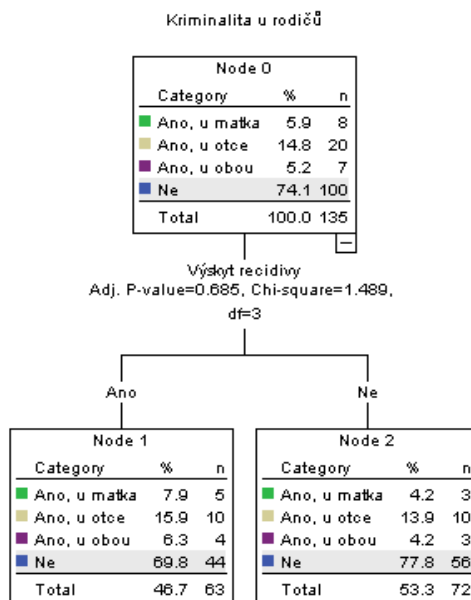 Kriminalita u rodičů
Node 0
Category % n
Ano, u matka 5.9 8
Ano, u otce 14.8 20
Ano, u obou 5.2 7
Ne 74.1 100
Total 100.0 135
Výskyt recidivy
Adj. P-value=0.685, Chi-square=1.489,
df=3
Ano
Ne
Node 1
Category % n
Ano, u matka 7.9 5
Ano, u otce 15.9 10
Ano, u obou 6.3 4
Ne 69.8 44
Total 46.7 63
Node 2
Category % n
Ano, u matka 4.2 3
Ano, u otce 13.9 10
Ano, u obou 4.2 3
Ne 77.8 56
Total 53.3 72